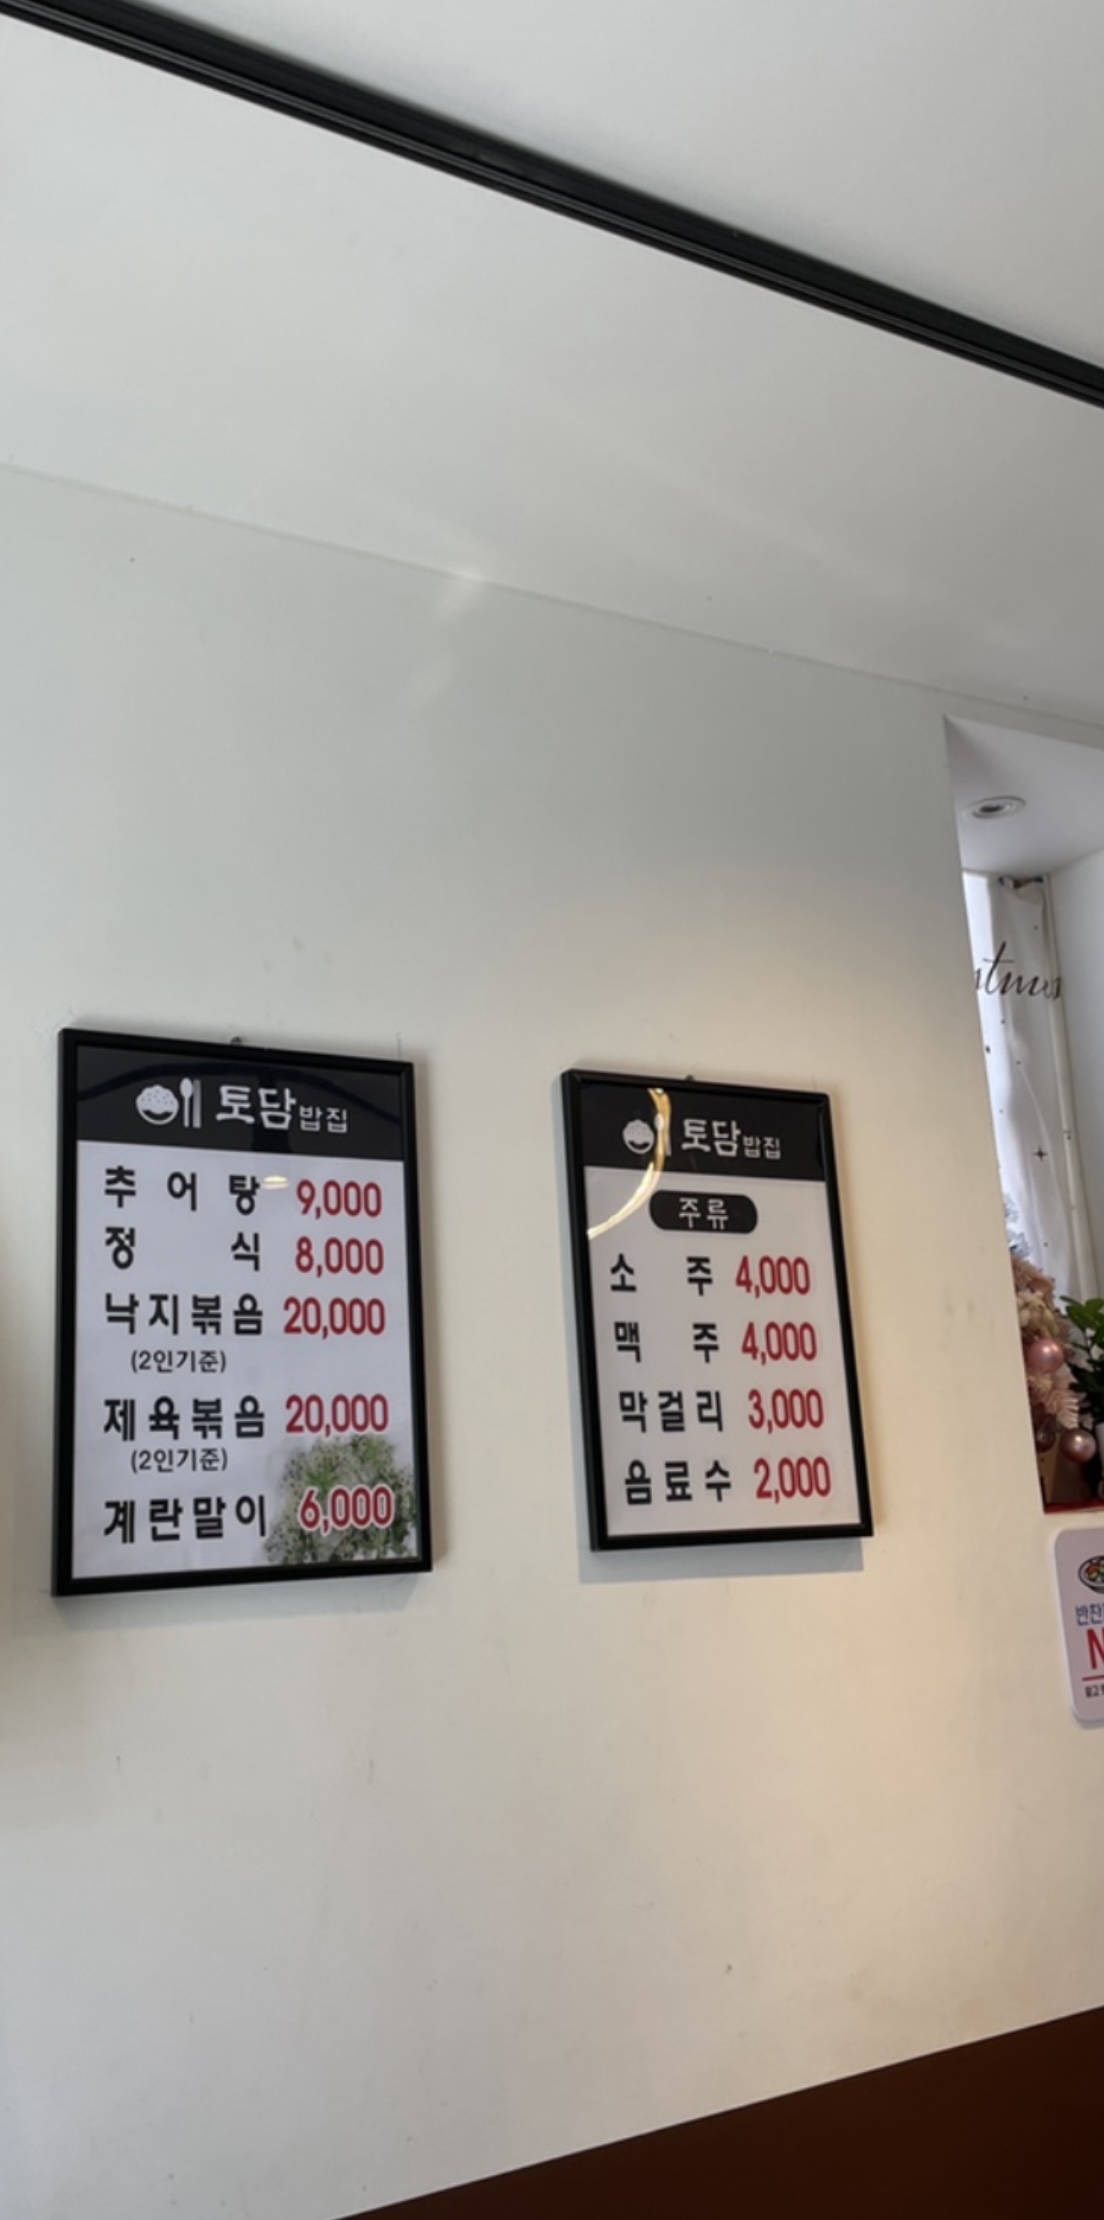 토담밥집
추어탕 9,000
정 식 8,000
낙지볶음 20,000
(2인기준)
제육볶음 20,000
(2인기준)
계란말이 6,000
토담밥집
주류
소 주 4,000
맥 주 4,000
막걸리 3,000
음료수 2,000